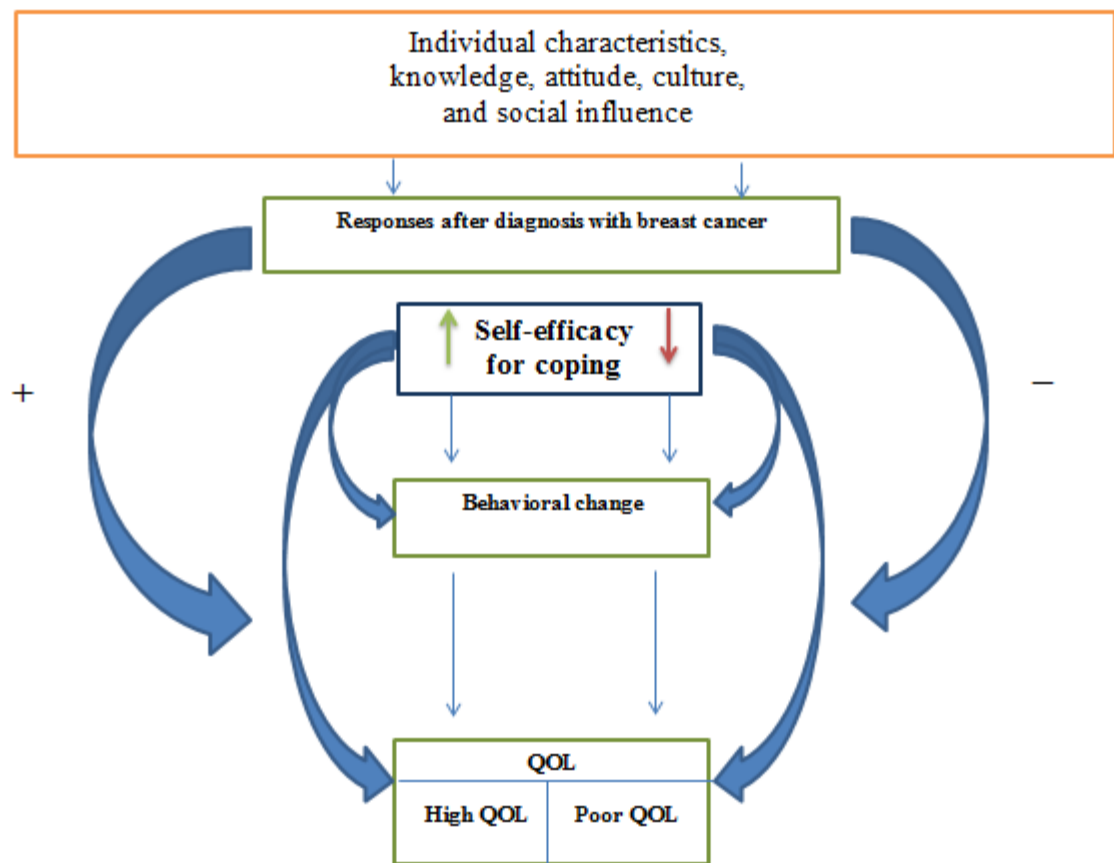 Individual characteristics,
knowledge, attitude, culture,
and social influence
Responses after diagnosis with breast cancer
Self-efficacy
for coping
+
–
Behavioral change
QOL
High QOL
Poor QOL